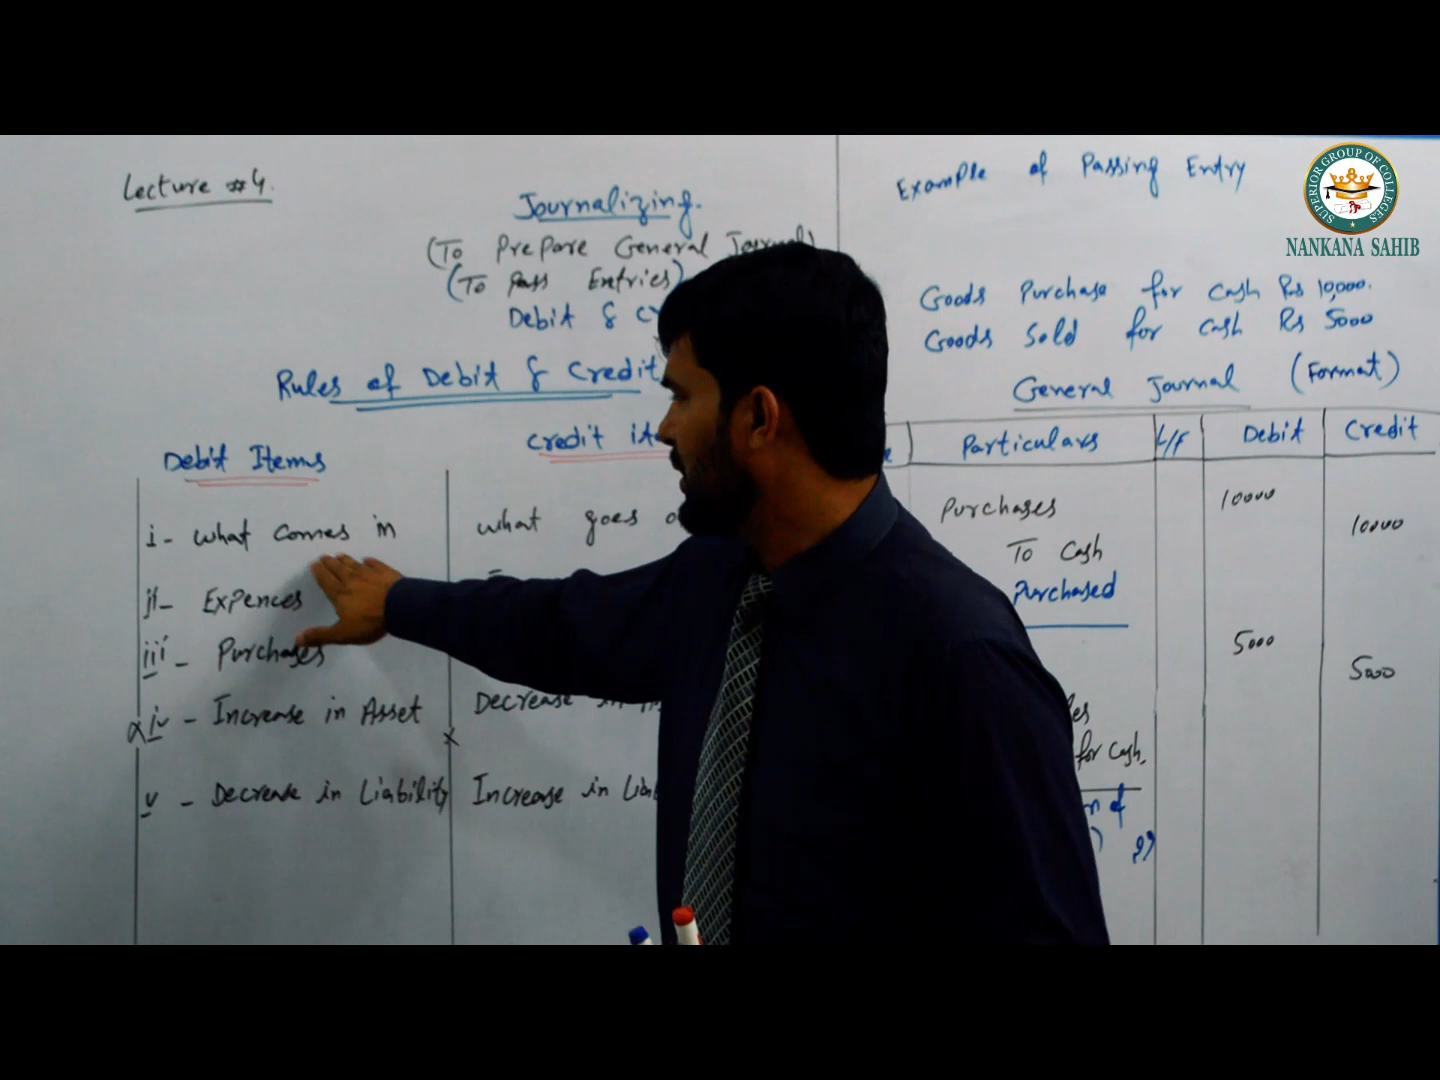 Lecture #4.
Journalizing.
(To Prepare General Journal)
(To Pass Entries)
Debit &
Rules of Debit & Credit
Debit Items
Credit
i- What Comes in
What goes
ii- Expences
iii- Purchases
iv- Increase in Asset
Decrease in
v- Decrease in Liability
Increase in
Example of Passing Entry
Goods Purchase for Cash Rs 10,000.
Goods Sold for Cash Rs 5000
General Journal (Format)
Particulars L/F Debit Credit
Purchases 10000
To Cash 10000
Purchased
5000
5000
for Cash.
of
SUPERIOR GROUP OF COLLEGES
NANKANA SAHIB